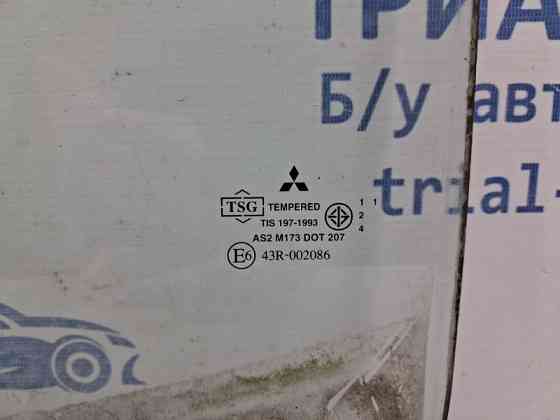 ТРИА
Б/у авт
trial-
TSG TEMPERED
TIS 197-1993
1 1
2
4
AS2 M173 DOT 207
E6 43R-002086